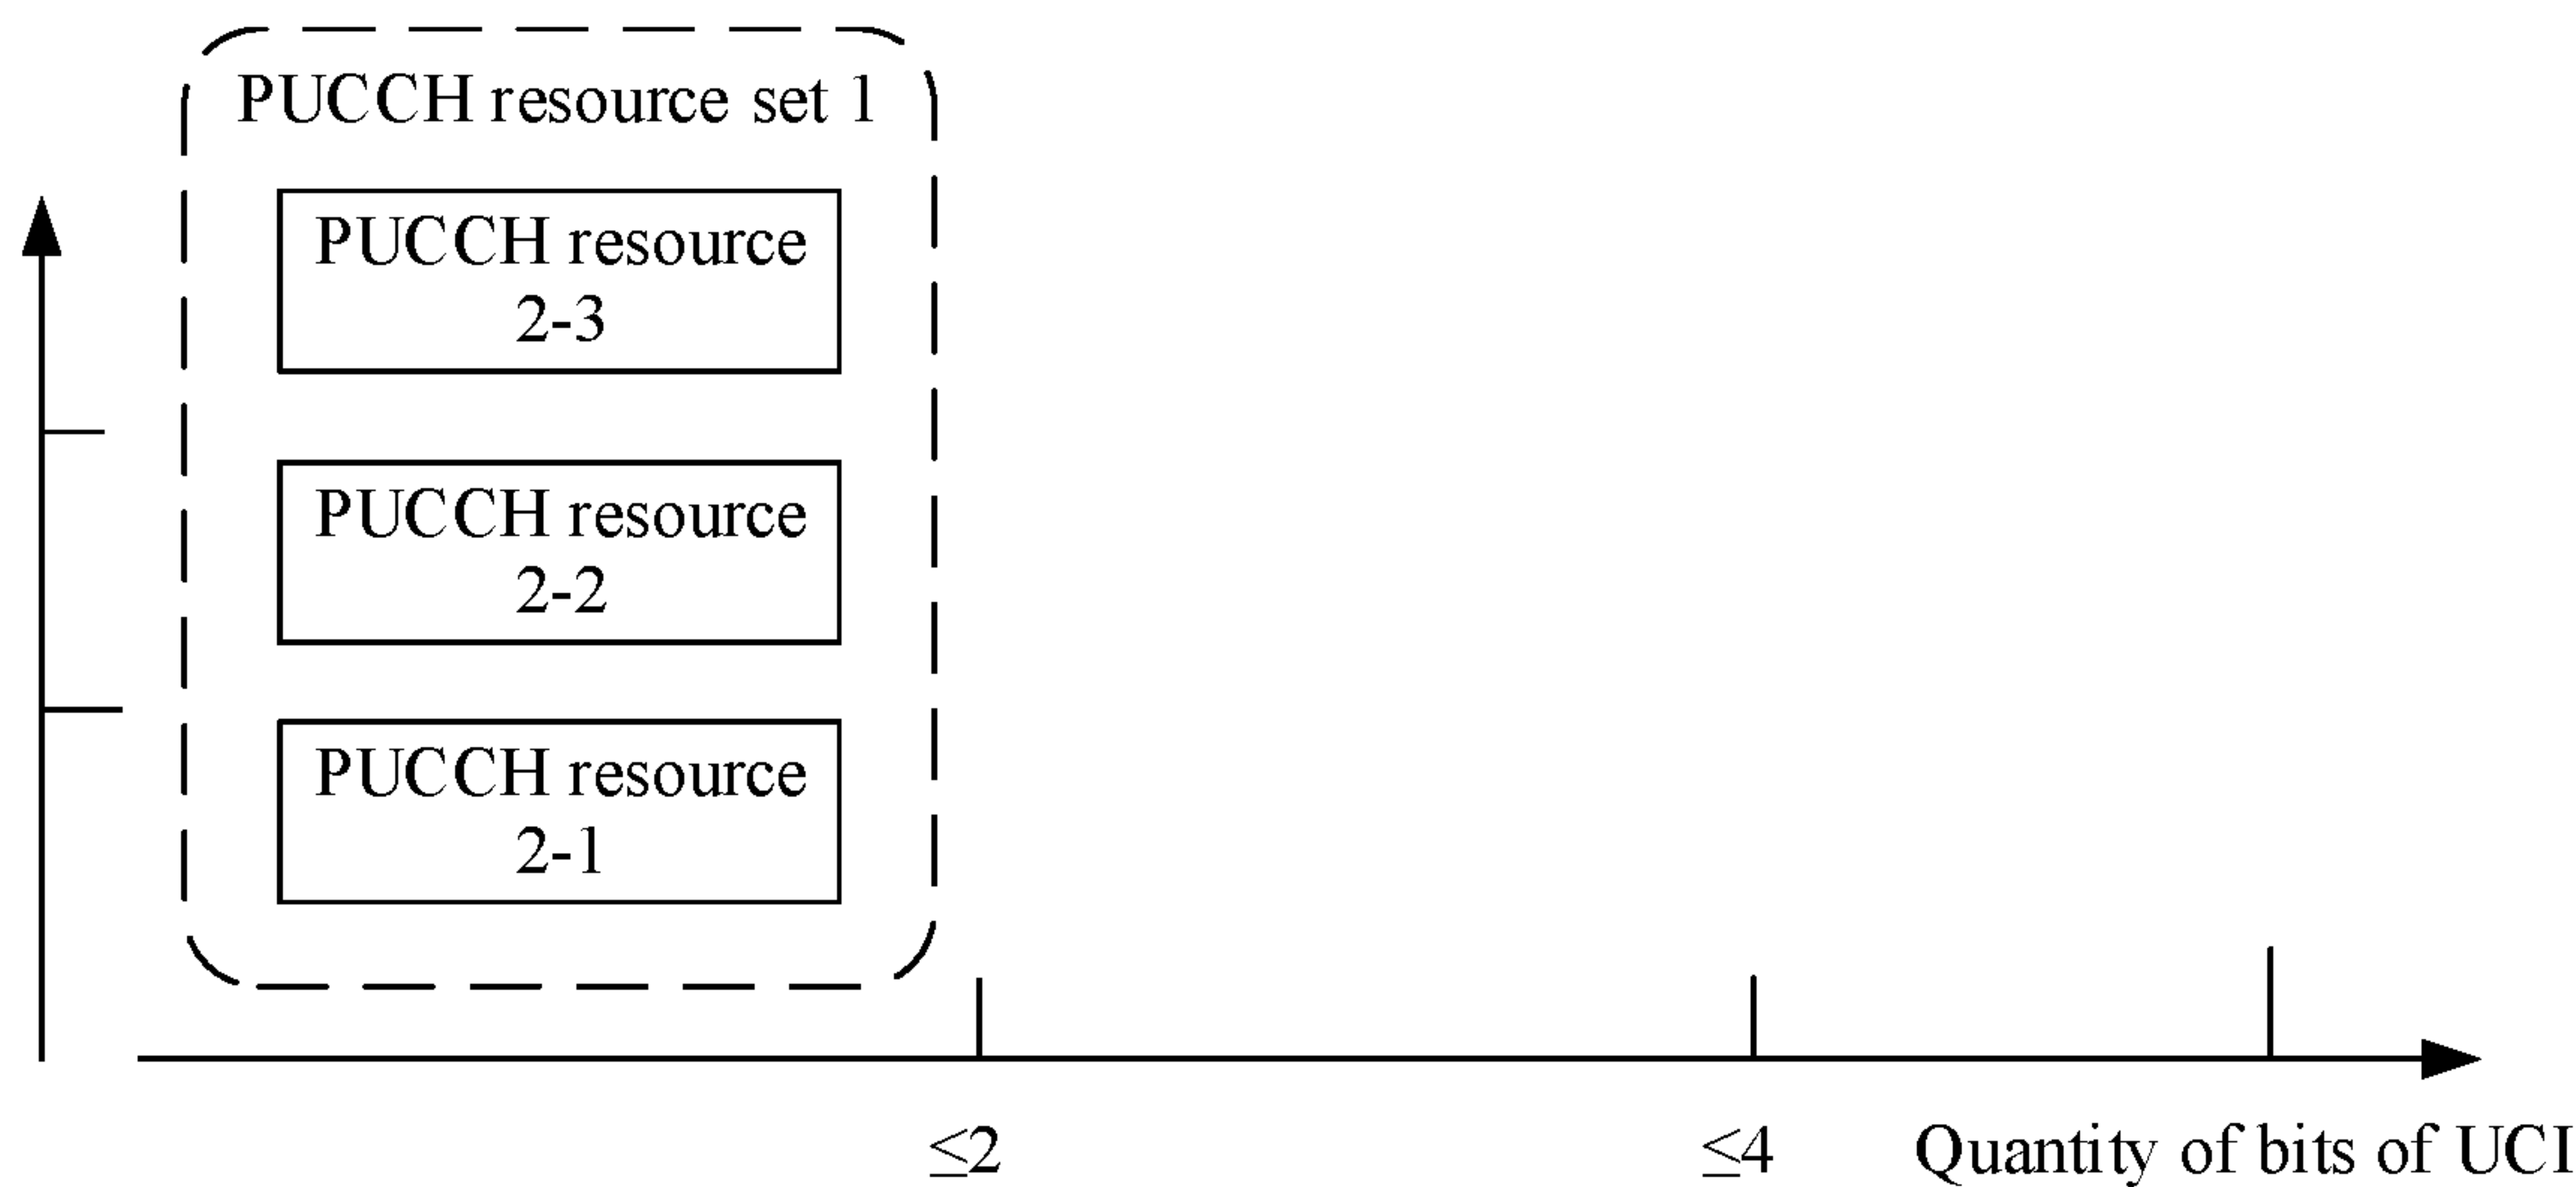 PUCCH resource set 1
PUCCH resource
2-3
PUCCH resource
2-2
PUCCH resource
2-1
≤2
≤4
Quantity of bits of UCI